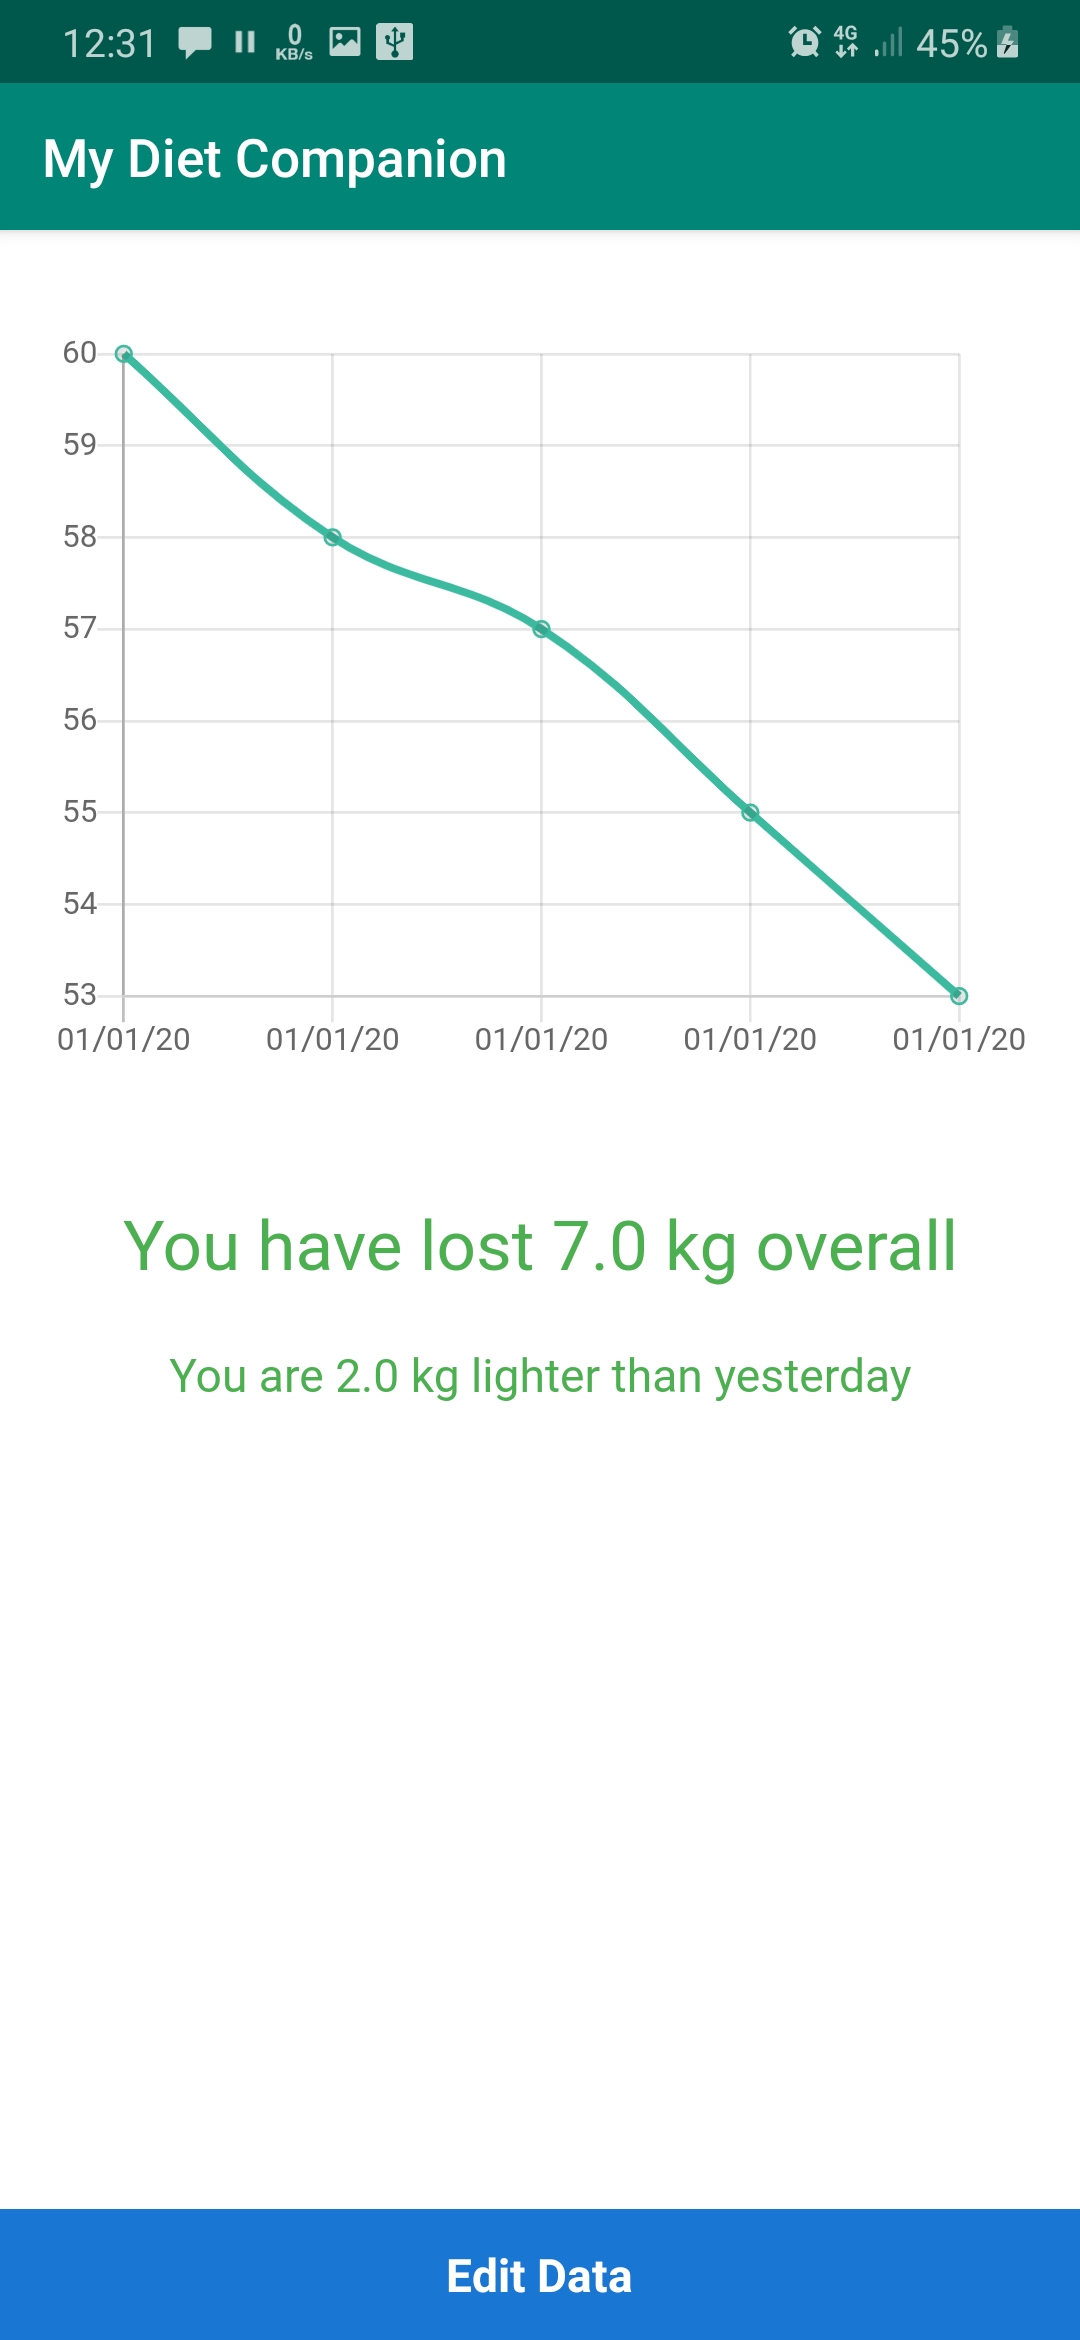 12:31 0 KB/s 4G 45%
My Diet Companion
60
59
58
57
56
55
54
53
01/01/20 01/01/20 01/01/20 01/01/20 01/01/20
You have lost 7.0 kg overall
You are 2.0 kg lighter than yesterday
Edit Data